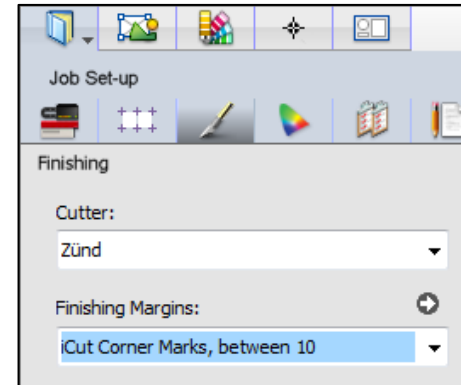 Job Set-up
Finishing
Cutter:
Zünd
Finishing Margins:
iCut Corner Marks, between 10